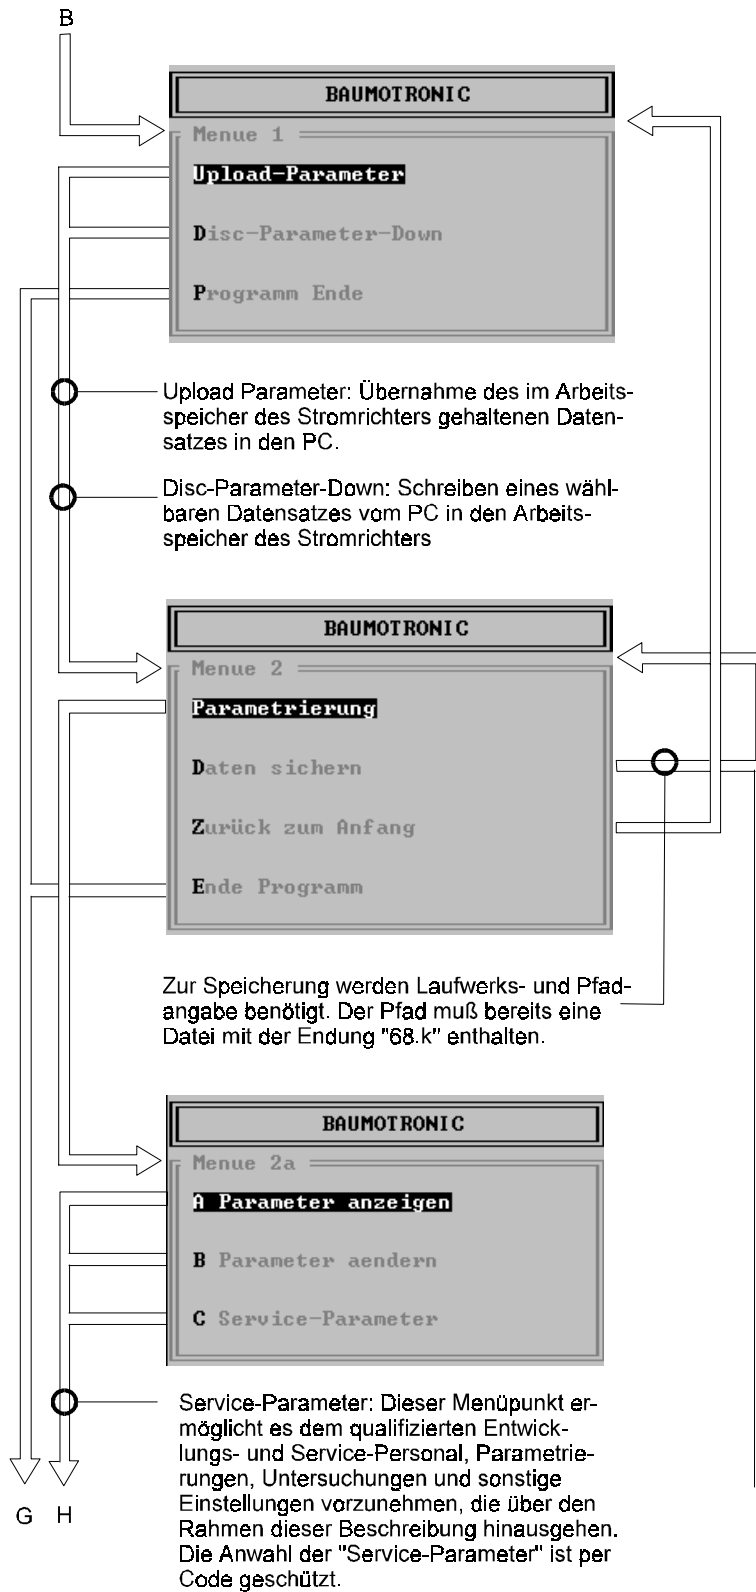 B
BAUMOTRONIC
Menue 1
Upload-Parameter
Disc-Parameter-Down
Programm Ende
Upload Parameter: Übernahme des im Arbeits-
speicher des Stromrichters gehaltenen Daten-
satzes in den PC.
Disc-Parameter-Down: Schreiben eines wähl-
baren Datensatzes vom PC in den Arbeits-
speicher des Stromrichters
BAUMOTRONIC
Menue 2
Parametrierung
Daten sichern
Zurück zum Anfang
Ende Programm
Zur Speicherung werden Laufwerks- und Pfad-
angabe benötigt. Der Pfad muß bereits eine
Datei mit der Endung "68.k" enthalten.
BAUMOTRONIC
Menue 2a
A Parameter anzeigen
B Parameter aendern
C Service-Parameter
Service-Parameter: Dieser Menüpunkt er-
möglicht es dem qualifizierten Entwick-
lungs- und Service-Personal, Parametrie-
rungen, Untersuchungen und sonstige
Einstellungen vorzunehmen, die über den
Rahmen dieser Beschreibung hinausgehen.
Die Anwahl der "Service-Parameter" ist per
Code geschützt.
G H